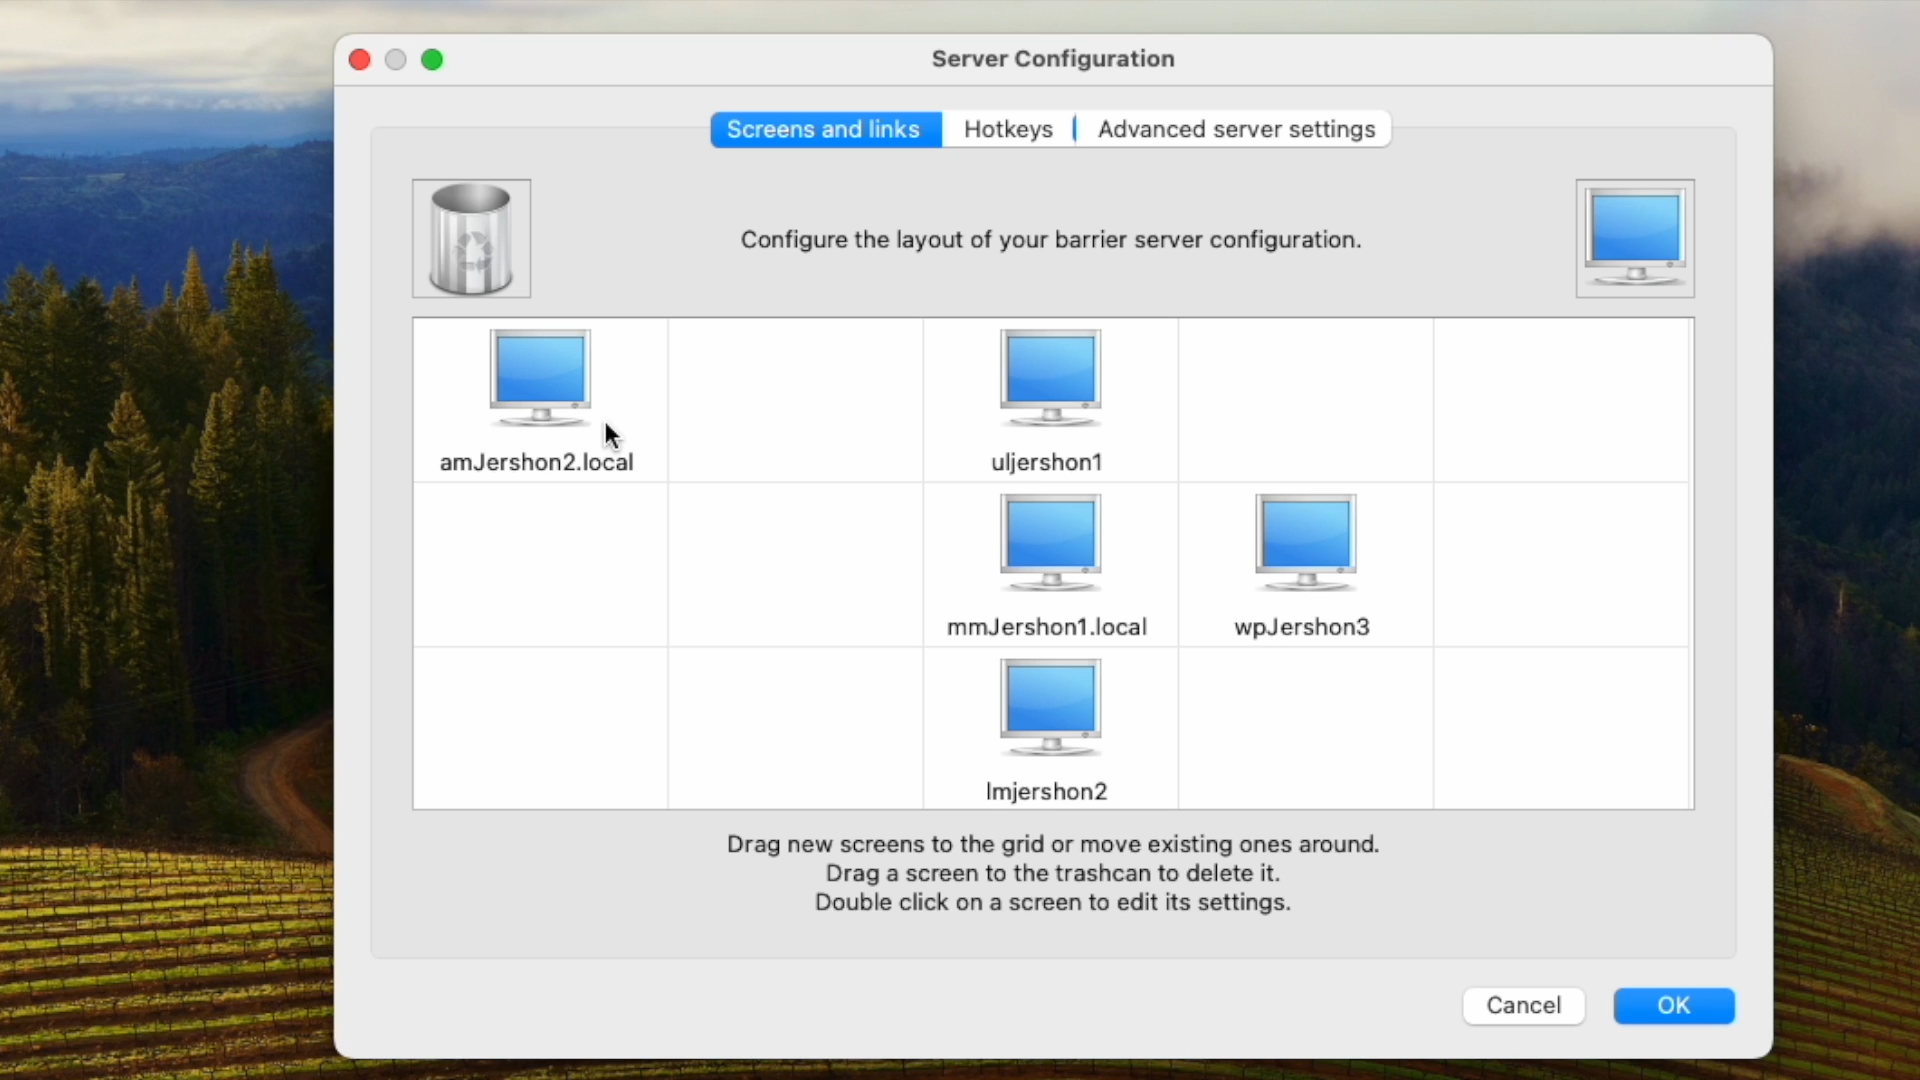 Server Configuration
Screens and links
Hotkeys
Advanced server settings
Configure the layout of your barrier server configuration.
amJershon2.local
uljershon1
mmJershon1.local
wpJershon3
lmjershon2
Drag new screens to the grid or move existing ones around.
Drag a screen to the trashcan to delete it.
Double click on a screen to edit its settings.
Cancel
OK